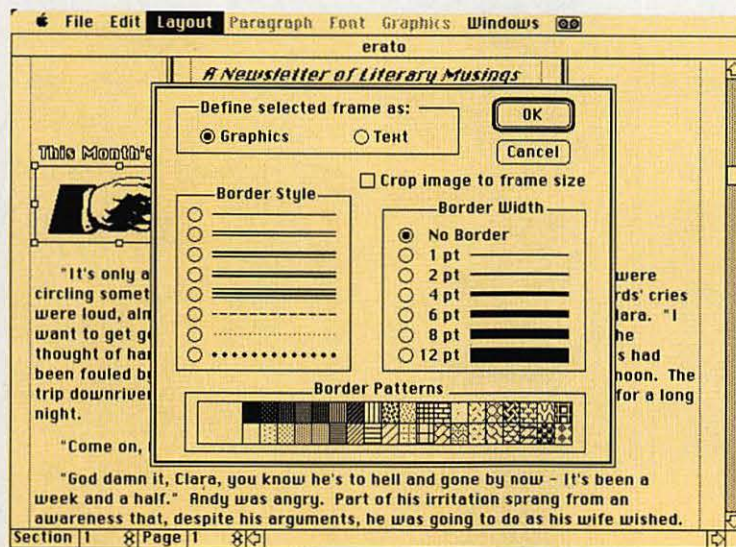 File Edit Layout Paragraph Font Graphics Windows
erato
A Newsletter of Literary Musings
This Month's
Define selected frame as:
Graphics Text
OK
Cancel
Crop image to frame size
Border Style
Border Width
No Border
1 pt
2 pt
4 pt
6 pt
8 pt
12 pt
Border Patterns
"It's only a were
circling somet rds' cries
were loud, alm lara. "I
want to get g he
thought of ha s had
been fouled by noon. The
trip downriver for a long
night.
"Come on,
"God damn it, Clara, you know he's to hell and gone by now - It's been a
week and a half." Andy was angry. Part of his irritation sprang from an
awareness that, despite his arguments, he was going to do as his wife wished.
Section 1 Page 1